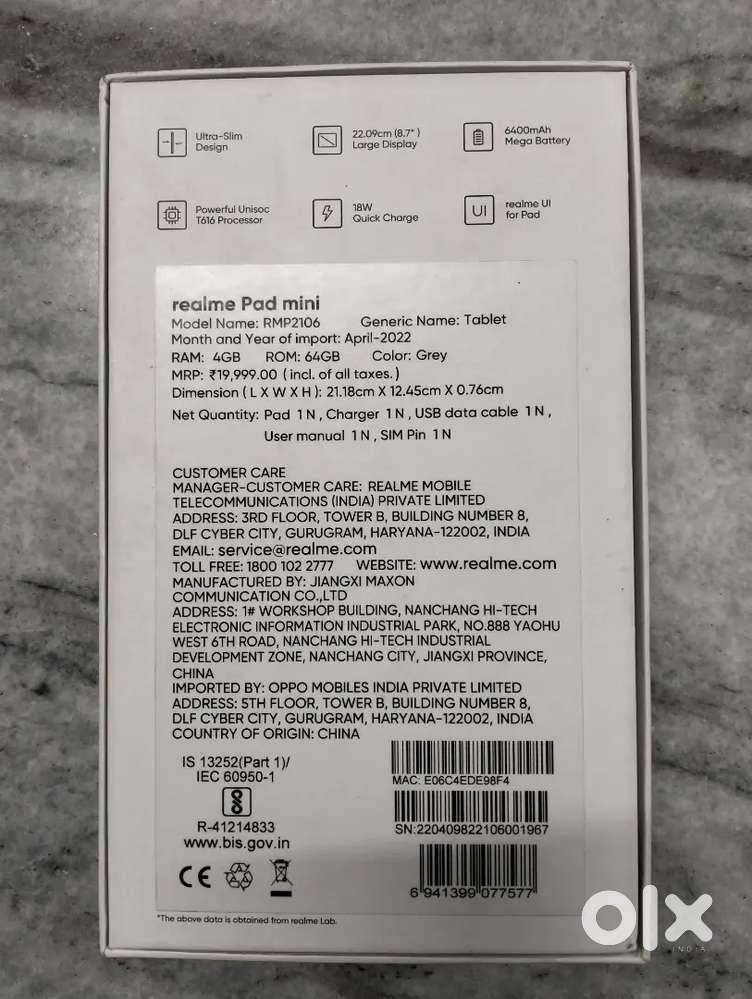 Ultra-Slim
Design
22.09cm (8.7")
Large Display
6400mAh
Mega Battery
Powerful Unisoc
T616 Processor
18W
Quick Charge
UI
realme UI
for Pad
realme Pad mini
Model Name: RMP2106 Generic Name: Tablet
Month and Year of import: April-2022
RAM: 4GB ROM: 64GB Color: Grey
MRP: ₹19,999.00 (incl. of all taxes.)
Dimension (L X W X H): 21.18cm X 12.45cm X 0.76cm
Net Quantity: Pad 1 N, Charger 1 N, USB data cable 1 N,
User manual 1 N, SIM Pin 1 N
CUSTOMER CARE
MANAGER-CUSTOMER CARE: REALME MOBILE
TELECOMMUNICATIONS (INDIA) PRIVATE LIMITED
ADDRESS: 3RD FLOOR, TOWER B, BUILDING NUMBER 8,
DLF CYBER CITY, GURUGRAM, HARYANA-122002, INDIA
EMAIL: service@realme.com
TOLL FREE: 1800 102 2777 WEBSITE: www.realme.com
MANUFACTURED BY: JIANGXI MAXON
COMMUNICATION CO.,LTD
ADDRESS: 1# WORKSHOP BUILDING, NANCHANG HI-TECH
ELECTRONIC INFORMATION INDUSTRIAL PARK, NO.888 YAOHU
WEST 6TH ROAD, NANCHANG HI-TECH INDUSTRIAL
DEVELOPMENT ZONE, NANCHANG CITY, JIANGXI PROVINCE,
CHINA
IMPORTED BY: OPPO MOBILES INDIA PRIVATE LIMITED
ADDRESS: 5TH FLOOR, TOWER B, BUILDING NUMBER 8,
DLF CYBER CITY, GURUGRAM, HARYANA-122002, INDIA
COUNTRY OF ORIGIN: CHINA
IS 13252(Part 1)/
IEC 60950-1
R-41214833
www.bis.gov.in
CE
MAC: E06C4EDE98F4
SN:220409822106001967
6 941399 077577
*The above data is obtained from realme Lab.
olx
INDIA